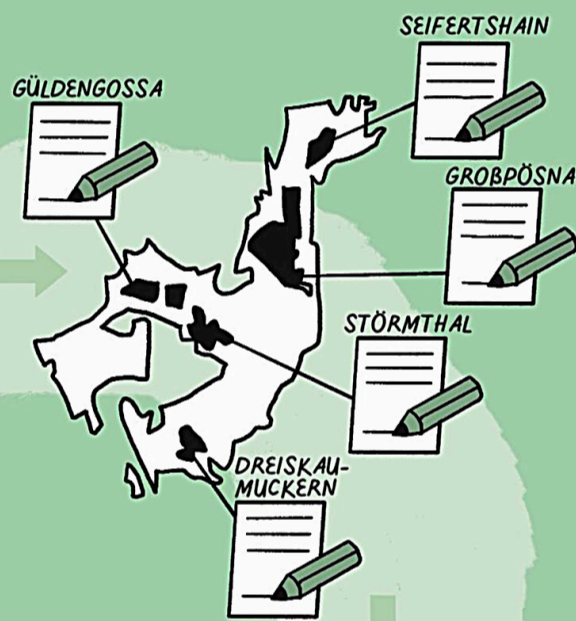 SEIFERTSHAIN
GÜLDENGOSSA
GROßPÖSNA
STÖRMTHAL
DREISKAU-
MUCKERN